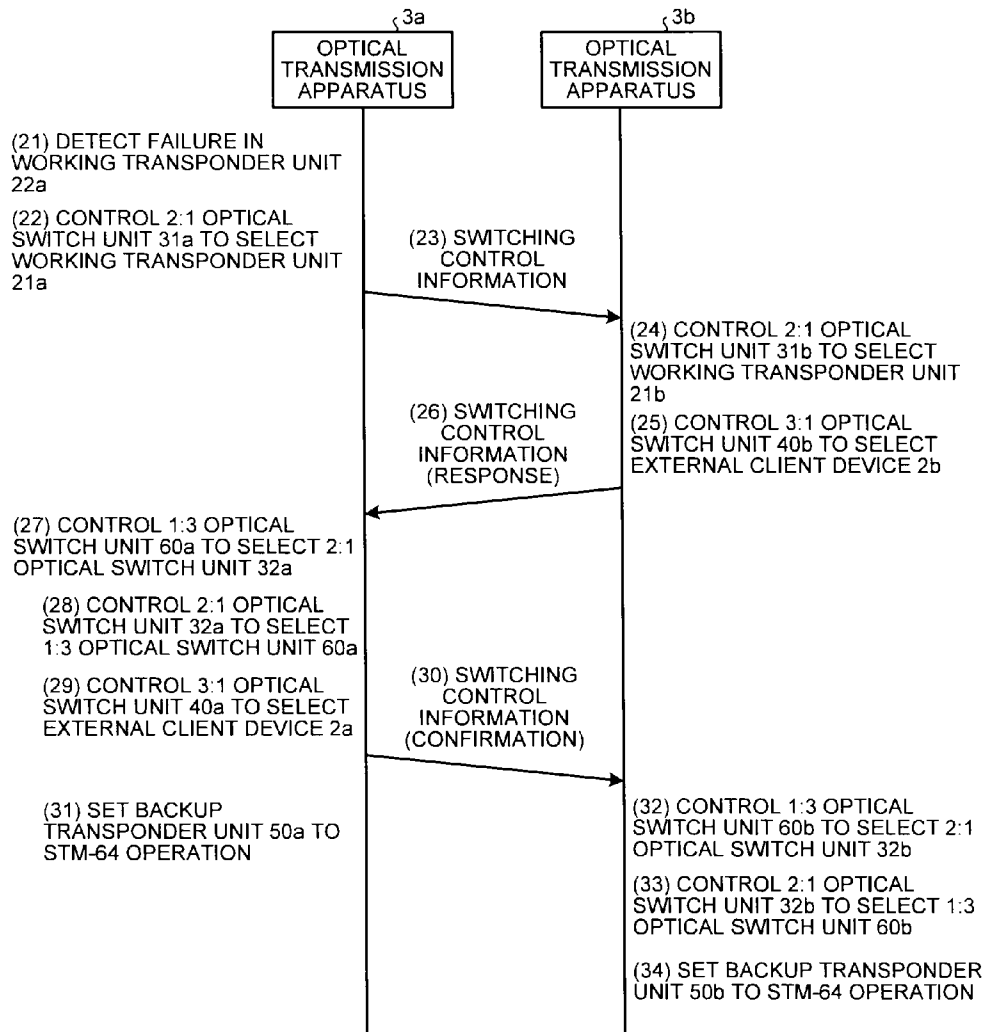 3a
3b
OPTICAL
TRANSMISSION
APPARATUS
OPTICAL
TRANSMISSION
APPARATUS
(21) DETECT FAILURE IN
WORKING TRANSPONDER UNIT
22a
(22) CONTROL 2:1 OPTICAL
SWITCH UNIT 31a TO SELECT
WORKING TRANSPONDER UNIT
21a
(23) SWITCHING
CONTROL
INFORMATION
(24) CONTROL 2:1 OPTICAL
SWITCH UNIT 31b TO SELECT
WORKING TRANSPONDER UNIT
21b
(25) CONTROL 3:1 OPTICAL
SWITCH UNIT 40b TO SELECT
EXTERNAL CLIENT DEVICE 2b
(26) SWITCHING
CONTROL
INFORMATION
(RESPONSE)
(27) CONTROL 1:3 OPTICAL
SWITCH UNIT 60a TO SELECT 2:1
OPTICAL SWITCH UNIT 32a
(28) CONTROL 2:1 OPTICAL
SWITCH UNIT 32a TO SELECT
1:3 OPTICAL SWITCH UNIT 60a
(29) CONTROL 3:1 OPTICAL
SWITCH UNIT 40a TO SELECT
EXTERNAL CLIENT DEVICE 2a
(30) SWITCHING
CONTROL
INFORMATION
(CONFIRMATION)
(31) SET BACKUP
TRANSPONDER UNIT 50a TO
STM-64 OPERATION
(32) CONTROL 1:3 OPTICAL
SWITCH UNIT 60b TO SELECT 2:1
OPTICAL SWITCH UNIT 32b
(33) CONTROL 2:1 OPTICAL
SWITCH UNIT 32b TO SELECT 1:3
OPTICAL SWITCH UNIT 60b
(34) SET BACKUP TRANSPONDER
UNIT 50b TO STM-64 OPERATION